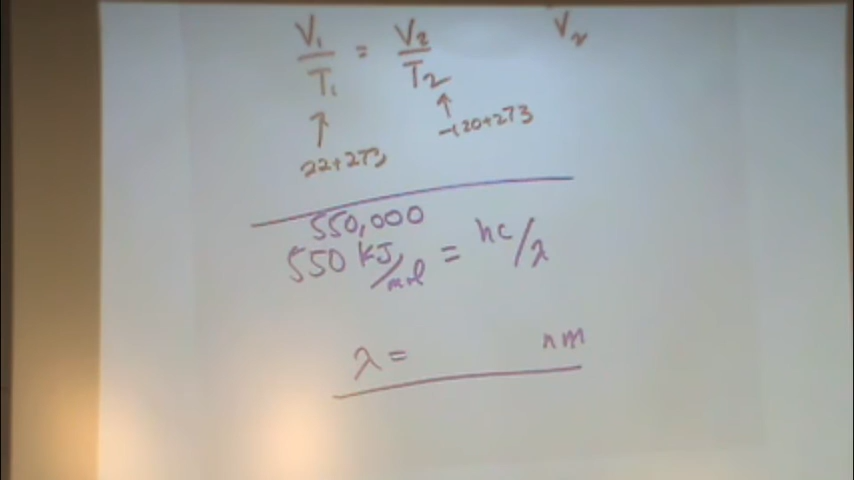 V₁/T₁ = V₂/T₂ V₂
↑ ↑
22+273 -120+273
550,000
550 kJ/mol = hc/λ
λ = nm